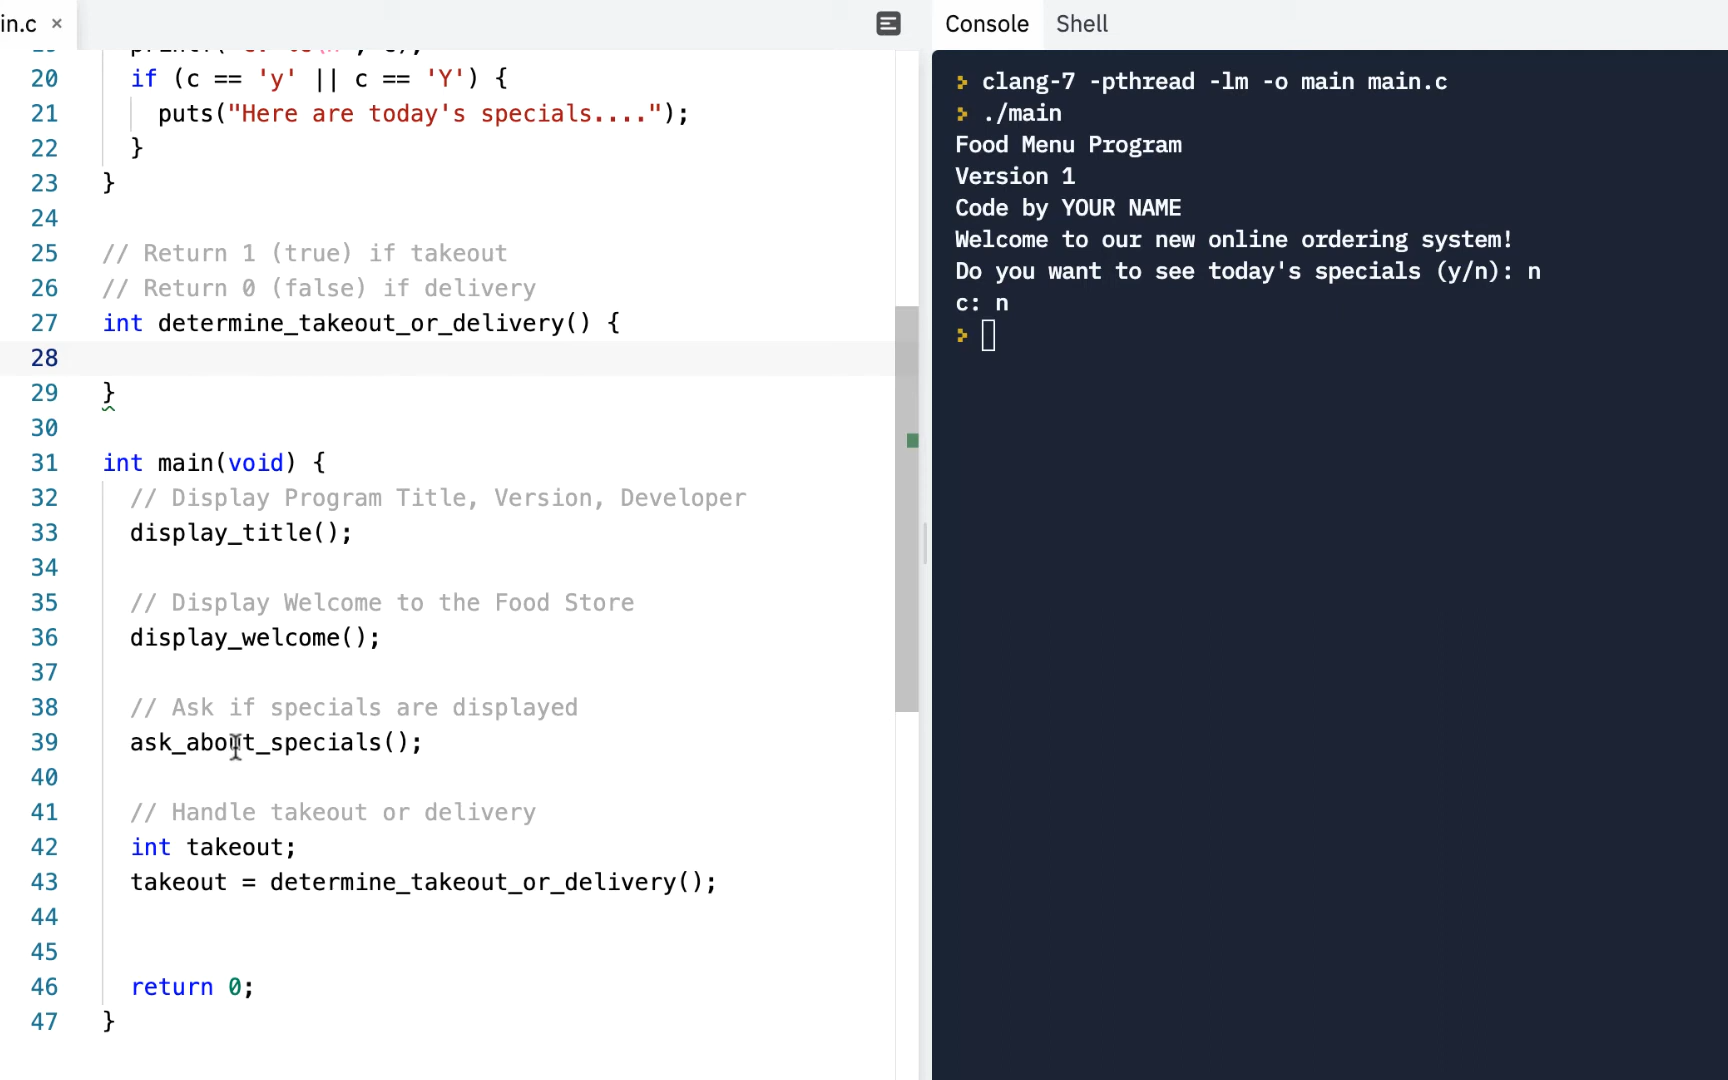 in.c ×
20 if (c == 'y' || c == 'Y') {
21 puts("Here are today's specials....");
22 }
23 }
24
25 // Return 1 (true) if takeout
26 // Return 0 (false) if delivery
27 int determine_takeout_or_delivery() {
28
29 }
30
31 int main(void) {
32 // Display Program Title, Version, Developer
33 display_title();
34
35 // Display Welcome to the Food Store
36 display_welcome();
37
38 // Ask if specials are displayed
39 ask_about_specials();
40
41 // Handle takeout or delivery
42 int takeout;
43 takeout = determine_takeout_or_delivery();
44
45
46 return 0;
47 }
Console Shell
> clang-7 -pthread -lm -o main main.c
> ./main
Food Menu Program
Version 1
Code by YOUR NAME
Welcome to our new online ordering system!
Do you want to see today's specials (y/n): n
c: n
>